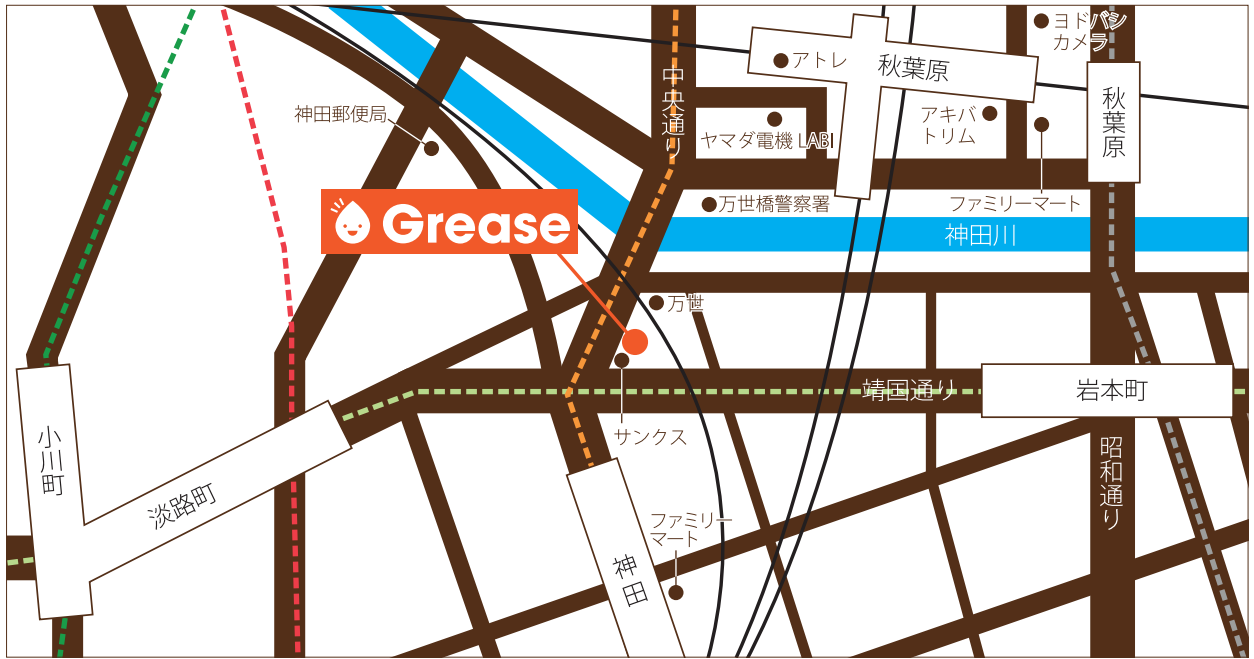 ヨドバシ
カメラ
アトレ
秋葉原
中央通り
秋葉原
神田郵便局
アキバ
トリム
ヤマダ電機 LABI
Grease
万世橋警察署
ファミリーマート
神田川
万世
靖国通り
岩本町
小川町
サンクス
昭和通り
淡路町
ファミリー
マート
神田